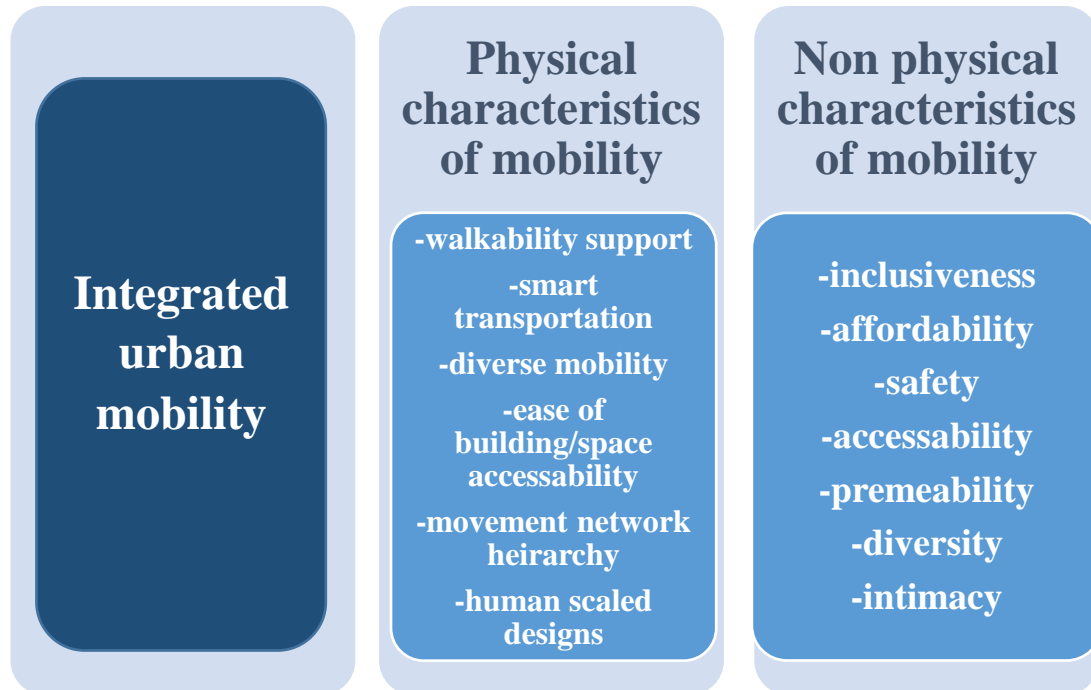 Integrated
urban
mobility
Physical
characteristics
of mobility
-walkability support
-smart
transportation
-diverse mobility
-ease of
building/space
accessability
-movement network
heirarchy
-human scaled
designs
Non physical
characteristics
of mobility
-inclusiveness
-affordability
-safety
-accessability
-premeability
-diversity
-intimacy